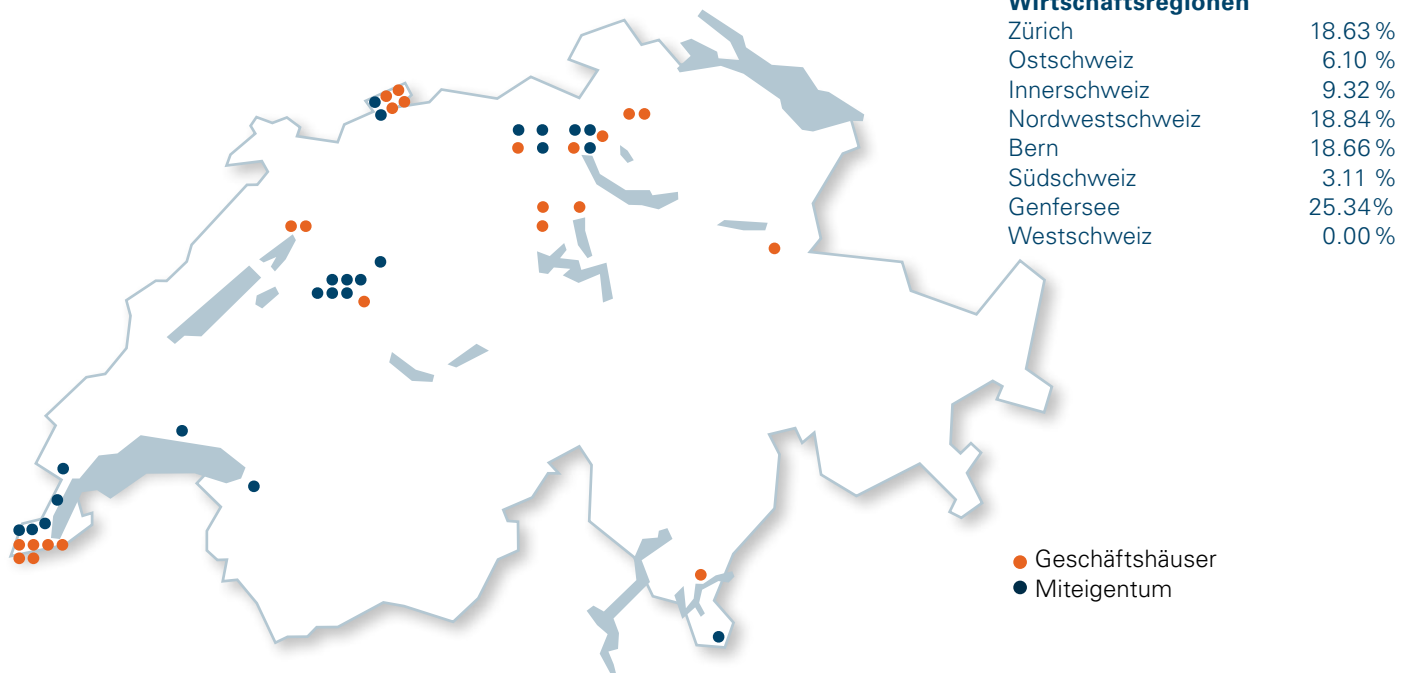 Wirtschaftsregionen
Zürich 18.63 %
Ostschweiz 6.10 %
Innerschweiz 9.32 %
Nordwestschweiz 18.84 %
Bern 18.66 %
Südschweiz 3.11 %
Genfersee 25.34%
Westschweiz 0.00 %
Geschäftshäuser
Miteigentum